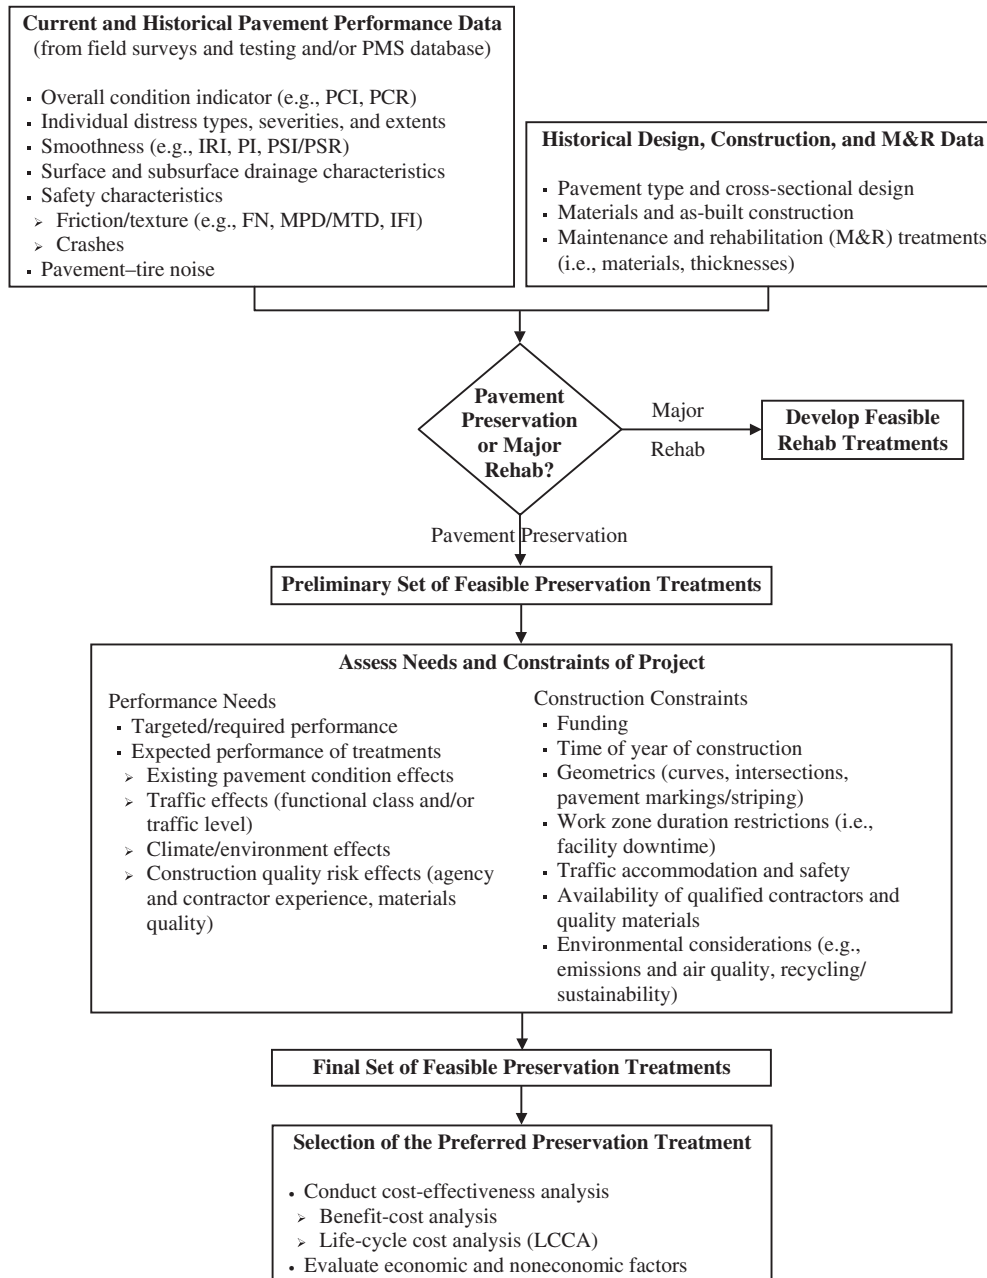 Current and Historical Pavement Performance Data
(from field surveys and testing and/or PMS database)
▪ Overall condition indicator (e.g., PCI, PCR)
▪ Individual distress types, severities, and extents
▪ Smoothness (e.g., IRI, PI, PSI/PSR)
▪ Surface and subsurface drainage characteristics
▪ Safety characteristics
➢ Friction/texture (e.g., FN, MPD/MTD, IFI)
➢ Crashes
▪ Pavement–tire noise
Historical Design, Construction, and M&R Data
▪ Pavement type and cross-sectional design
▪ Materials and as-built construction
▪ Maintenance and rehabilitation (M&R) treatments
(i.e., materials, thicknesses)
Pavement
Preservation
or Major
Rehab?
Major
Rehab
Develop Feasible
Rehab Treatments
Pavement Preservation
Preliminary Set of Feasible Preservation Treatments
Assess Needs and Constraints of Project
Performance Needs
▪ Targeted/required performance
▪ Expected performance of treatments
➢ Existing pavement condition effects
➢ Traffic effects (functional class and/or
traffic level)
➢ Climate/environment effects
➢ Construction quality risk effects (agency
and contractor experience, materials
quality)
Construction Constraints
▪ Funding
▪ Time of year of construction
▪ Geometrics (curves, intersections,
pavement markings/striping)
▪ Work zone duration restrictions (i.e.,
facility downtime)
▪ Traffic accommodation and safety
▪ Availability of qualified contractors and
quality materials
▪ Environmental considerations (e.g.,
emissions and air quality, recycling/
sustainability)
Final Set of Feasible Preservation Treatments
Selection of the Preferred Preservation Treatment
• Conduct cost-effectiveness analysis
➢ Benefit-cost analysis
➢ Life-cycle cost analysis (LCCA)
• Evaluate economic and noneconomic factors